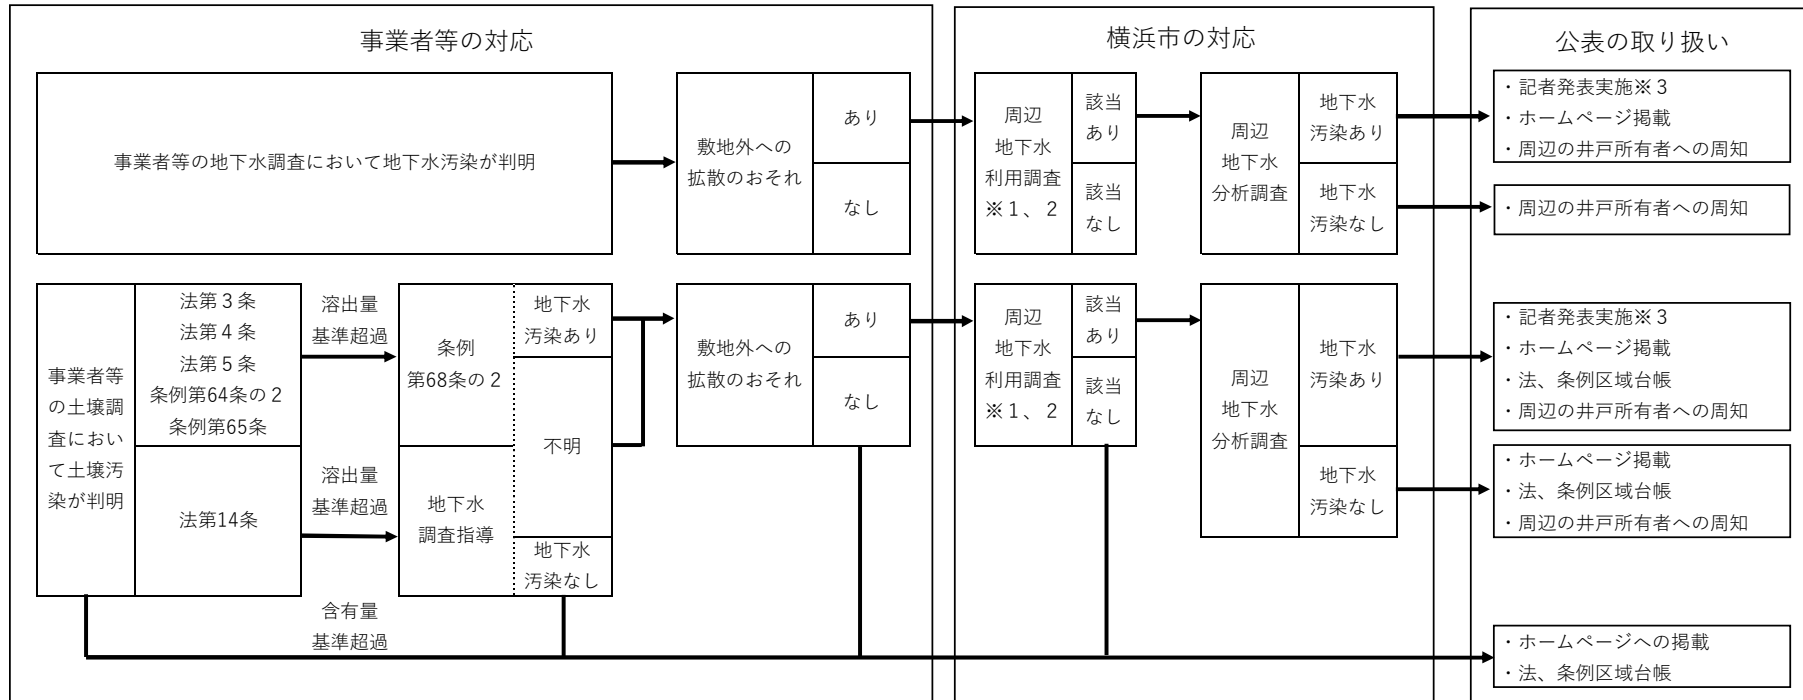 事業者等の対応
事業者等の地下水調査において地下水汚染が判明
敷地外への
拡散のおそれ
あり
なし
事業者等
の土壌調
査におい
て土壌汚
染が判明
法第３条
法第４条
法第５条
条例第64条の２
条例第65条
法第14条
溶出量
基準超過
溶出量
基準超過
含有量
基準超過
条例
第68条の２
地下水
調査指導
地下水
汚染あり
不明
地下水
汚染なし
敷地外への
拡散のおそれ
あり
なし
横浜市の対応
周辺
地下水
利用調査
※１、２
該当
あり
該当
なし
周辺
地下水
分析調査
地下水
汚染あり
地下水
汚染なし
周辺
地下水
利用調査
※１、２
該当
あり
該当
なし
周辺
地下水
分析調査
地下水
汚染あり
地下水
汚染なし
公表の取り扱い
・記者発表実施※３
・ホームページ掲載
・周辺の井戸所有者への周知
・周辺の井戸所有者への周知
・記者発表実施※３
・ホームページ掲載
・法、条例区域台帳
・周辺の井戸所有者への周知
・ホームページ掲載
・法、条例区域台帳
・周辺の井戸所有者への周知
・ホームページへの掲載
・法、条例区域台帳